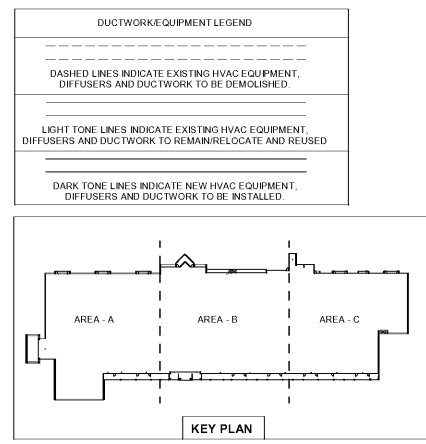 DUCTWORK/EQUIPMENT LEGEND
DASHED LINES INDICATE EXISTING HVAC EQUIPMENT,
DIFFUSERS AND DUCTWORK TO BE DEMOLISHED.
LIGHT TONE LINES INDICATE EXISTING HVAC EQUIPMENT,
DIFFUSERS AND DUCTWORK TO REMAIN/RELOCATE AND REUSED
DARK TONE LINES INDICATE NEW HVAC EQUIPMENT,
DIFFUSERS AND DUCTWORK TO BE INSTALLED.
AREA - A
AREA - B
AREA - C
KEY PLAN